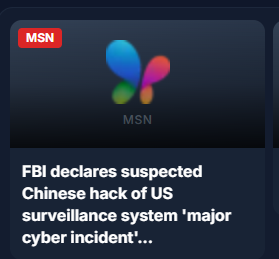 MSN
MSN
FBI declares suspected
Chinese hack of US
surveillance system 'major
cyber incident'...